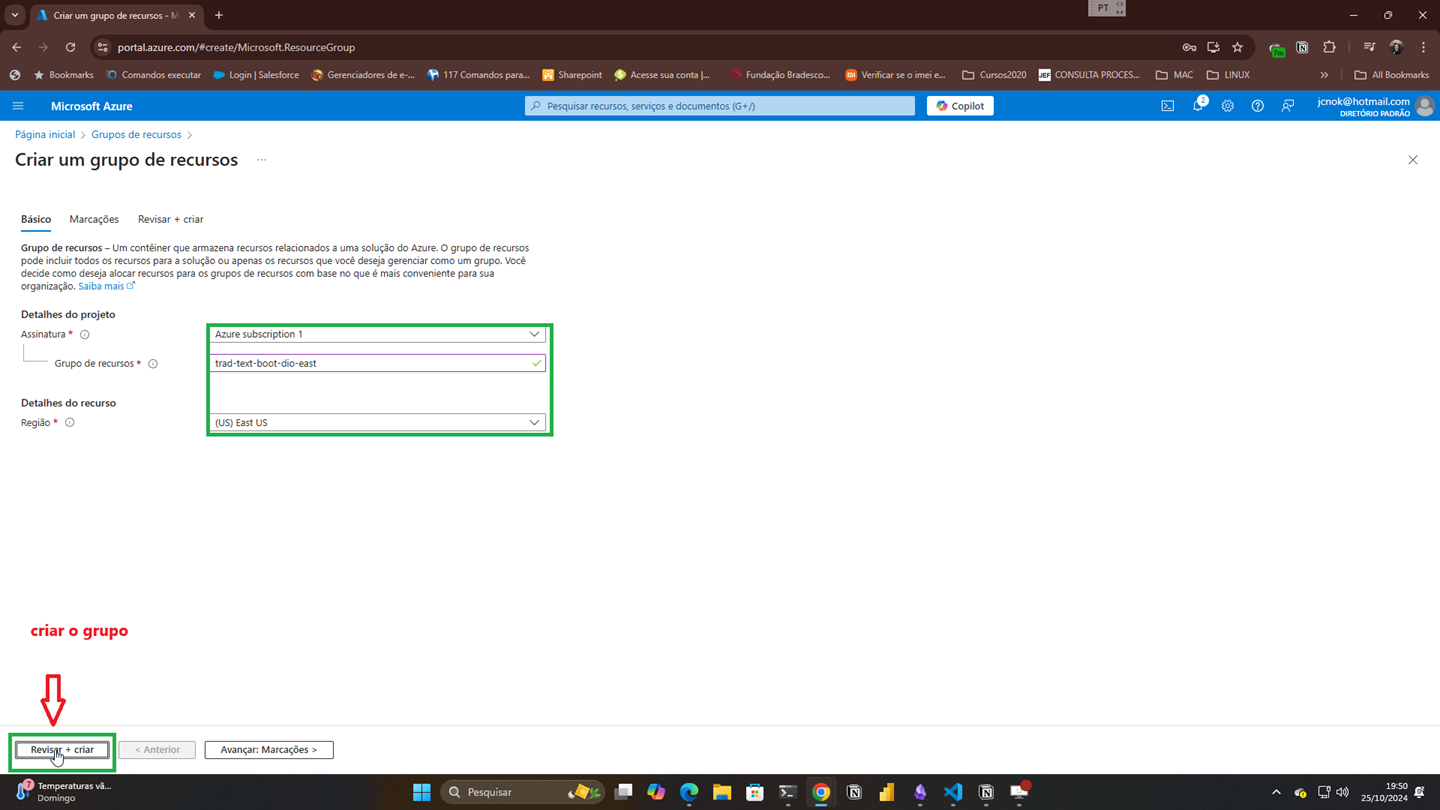 Criar um grupo de recursos - M
PT
portal.azure.com/#create/Microsoft.ResourceGroup
7m
Bookmarks
Comandos executar
Login | Salesforce
Gerenciadores de e-...
117 Comandos para...
Sharepoint
Acesse sua conta |...
Fundação Bradesco...
Verificar se o imei e...
Cursos2020
JEF
CONSULTA PROCES...
MAC
LINUX
All Bookmarks
Microsoft Azure
Pesquisar recursos, serviços e documentos (G+/)
Copilot
2
jcnok@hotmail.com
DIRETÓRIO PADRÃO
Página inicial > Grupos de recursos >
Criar um grupo de recursos ...
Básico
Marcações
Revisar + criar
Grupo de recursos – Um contêiner que armazena recursos relacionados a uma solução do Azure. O grupo de recursos
pode incluir todos os recursos para a solução ou apenas os recursos que você deseja gerenciar como um grupo. Você
decide como deseja alocar recursos para os grupos de recursos com base no que é mais conveniente para sua
organização. Saiba mais
Detalhes do projeto
Assinatura *
Azure subscription 1
Grupo de recursos *
trad-text-boot-dio-east
Detalhes do recurso
Região *
(US) East US
criar o grupo
Revisar + criar
< Anterior
Avançar: Marcações >
7
Temperaturas vã...
Domingo
Pesquisar
19:50
25/10/2024